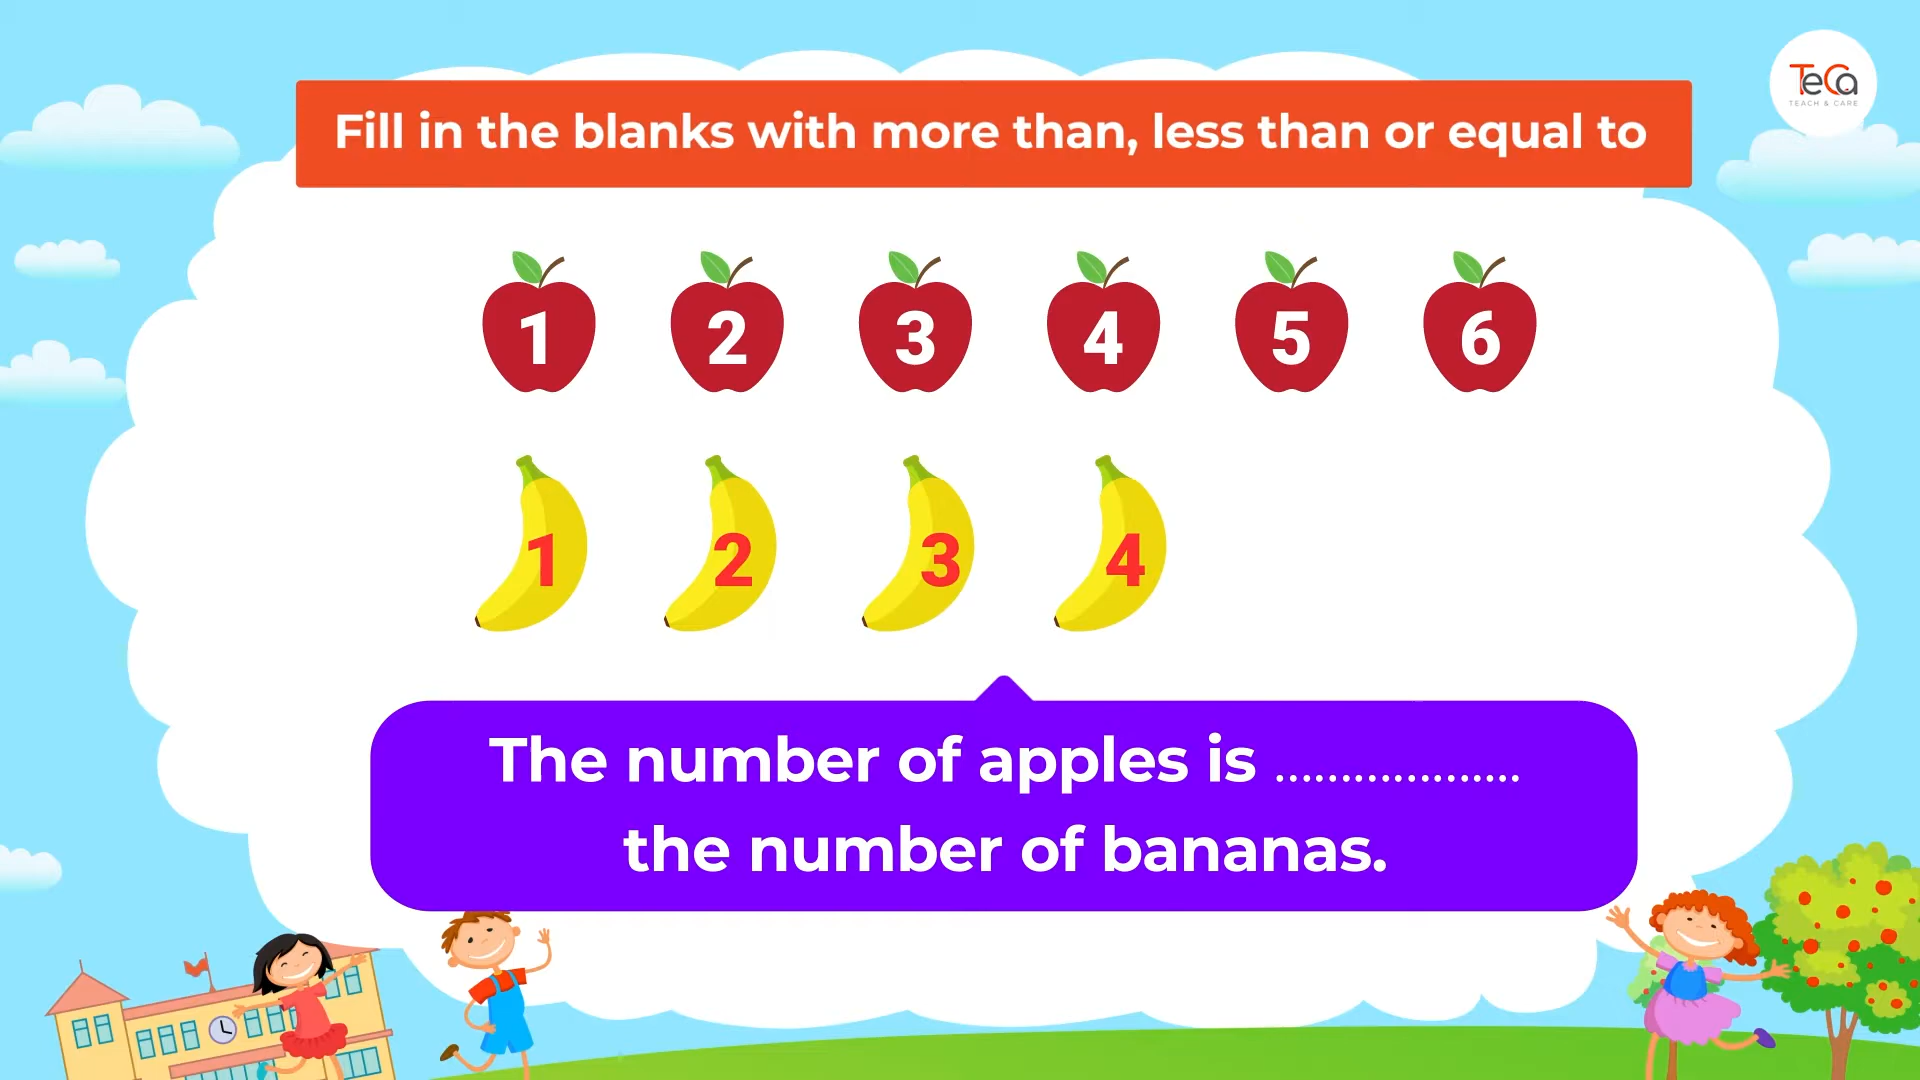 TeCa
TEACH & CARE
Fill in the blanks with more than, less than or equal to
1 2 3 4 5 6
1 2 3 4
The number of apples is ...................
the number of bananas.